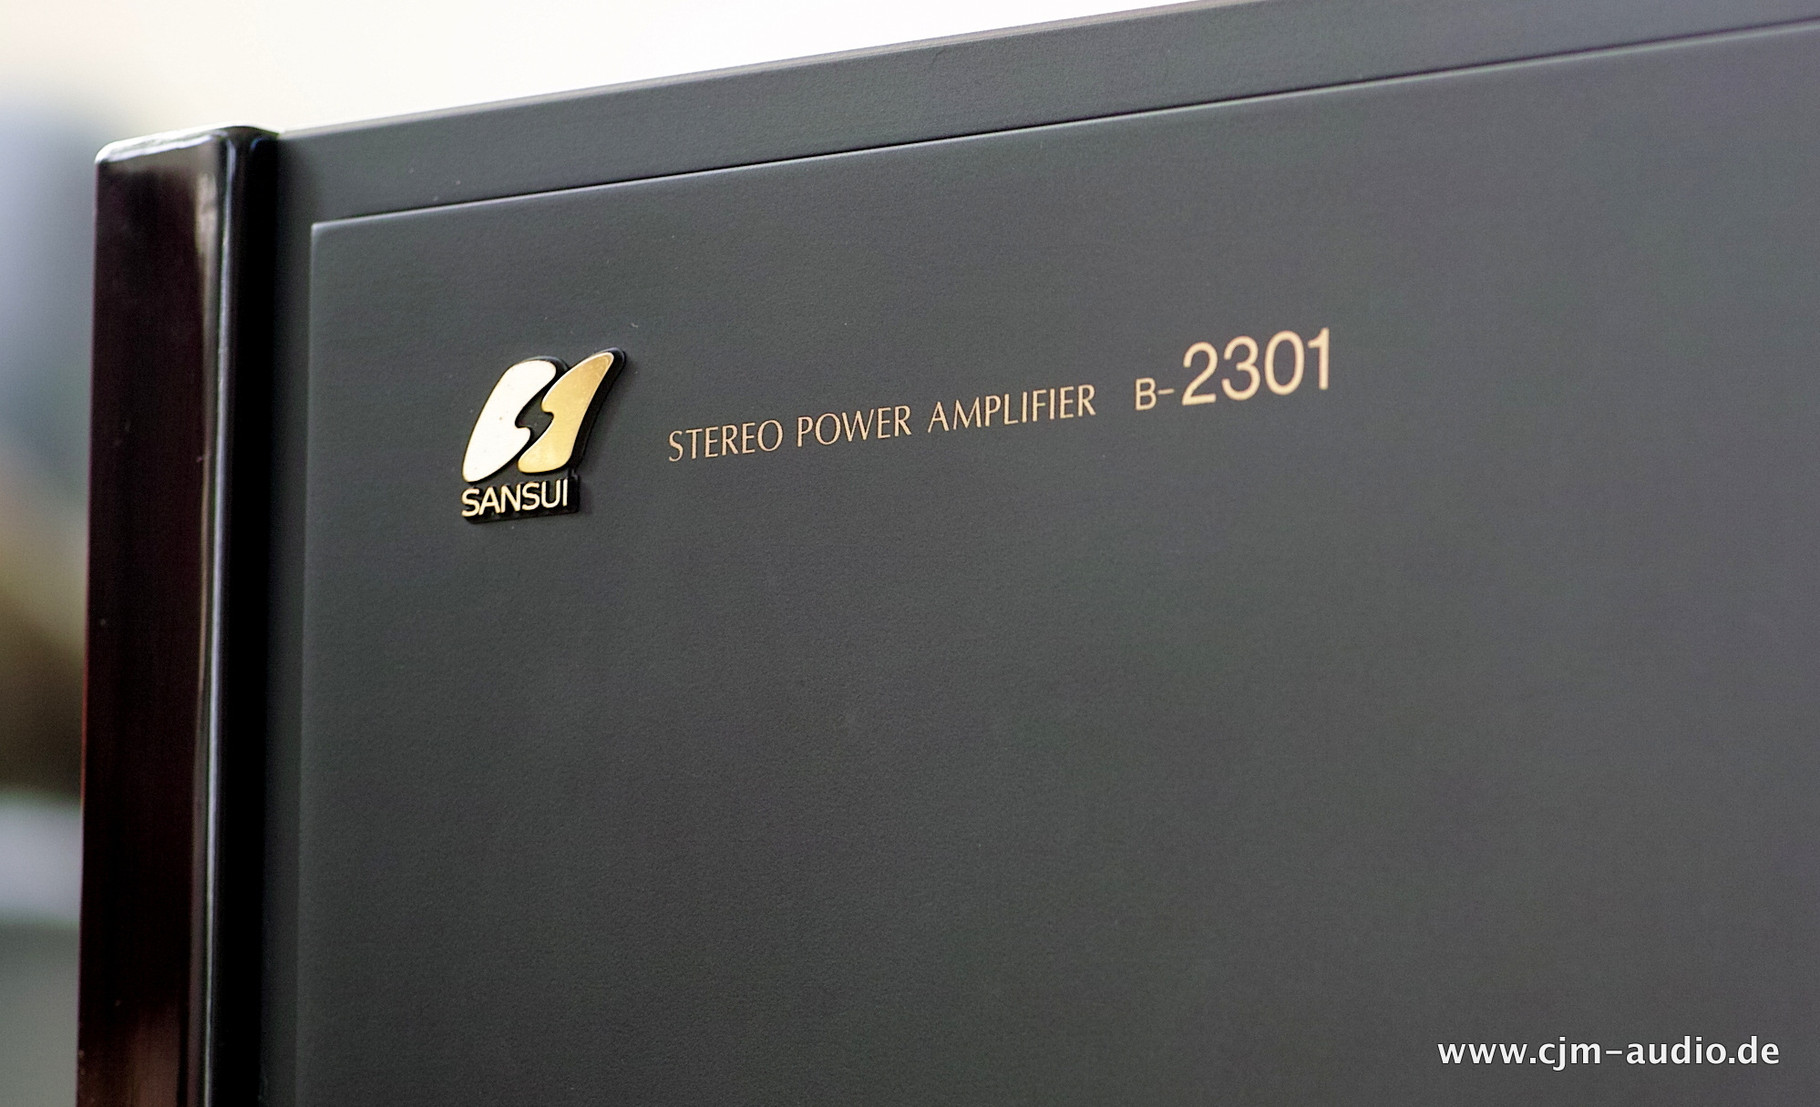 SANSUI
STEREO POWER AMPLIFIER B-2301
www.cjm-audio.de